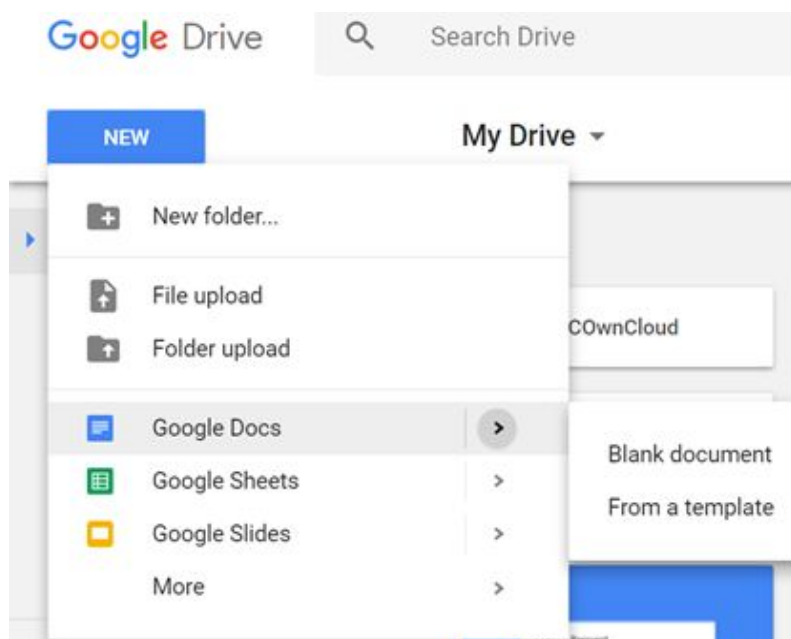 Google Drive
Search Drive
NEW
My Drive
New folder...
File upload
Folder upload
COwnCloud
Google Docs
Blank document
Google Sheets
From a template
Google Slides
More